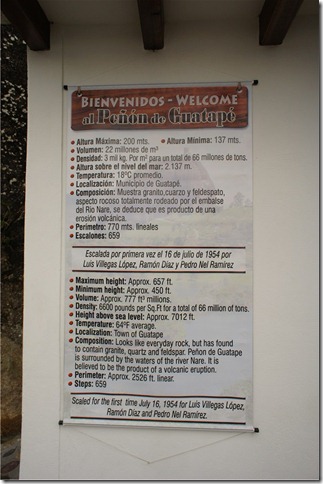 BIENVENIDOS - WELCOME
al Peñón de Guatapé
• Altura Máxima: 200 mts. • Altura Mínima: 137 mts.
• Volumen: 22 millones de m³
• Densidad: 3 mil kg. Por m² para un total de 66 millones de tons.
• Altura sobre el nivel del mar: 2.137 m.
• Temperatura: 18ºC promedio.
• Localización: Municipio de Guatapé.
• Composición: Muestra granito,cuarzo y feldespato,
aspecto rocoso totalmente rodeado por el embalse
del Río Nare, se deduce que es producto de una
erosión volcánica.
• Perimetro: 770 mts. lineales
• Escalones: 659
Escalada por primera vez el 16 de julio de 1954 por
Luis Villegas López, Ramón Díaz y Pedro Nel Ramírez
• Maximum height: Approx. 657 ft.
• Minimum height: Approx. 450 ft.
• Volume: Approx. 777 ft³ millions.
• Density: 6600 pounds per Sq.Ft for a total of 66 million of tons.
• Height above sea level: Approx. 7012 ft.
• Temperature: 64ºF average.
• Localization: Town of Guatape
• Composition: Looks like everyday rock, but has found
to contain granite, quartz and feldspar. Peñon de Guatape
is surrounded by the waters of the river Nare. It is
believed to be the product of a volcanic eruption.
• Perimeter: Approx. 2526 ft. linear.
• Steps: 659
Scaled for the first time July 16, 1954 for Luis Villegas López,
Ramón Díaz and Pedro Nel Ramírez.